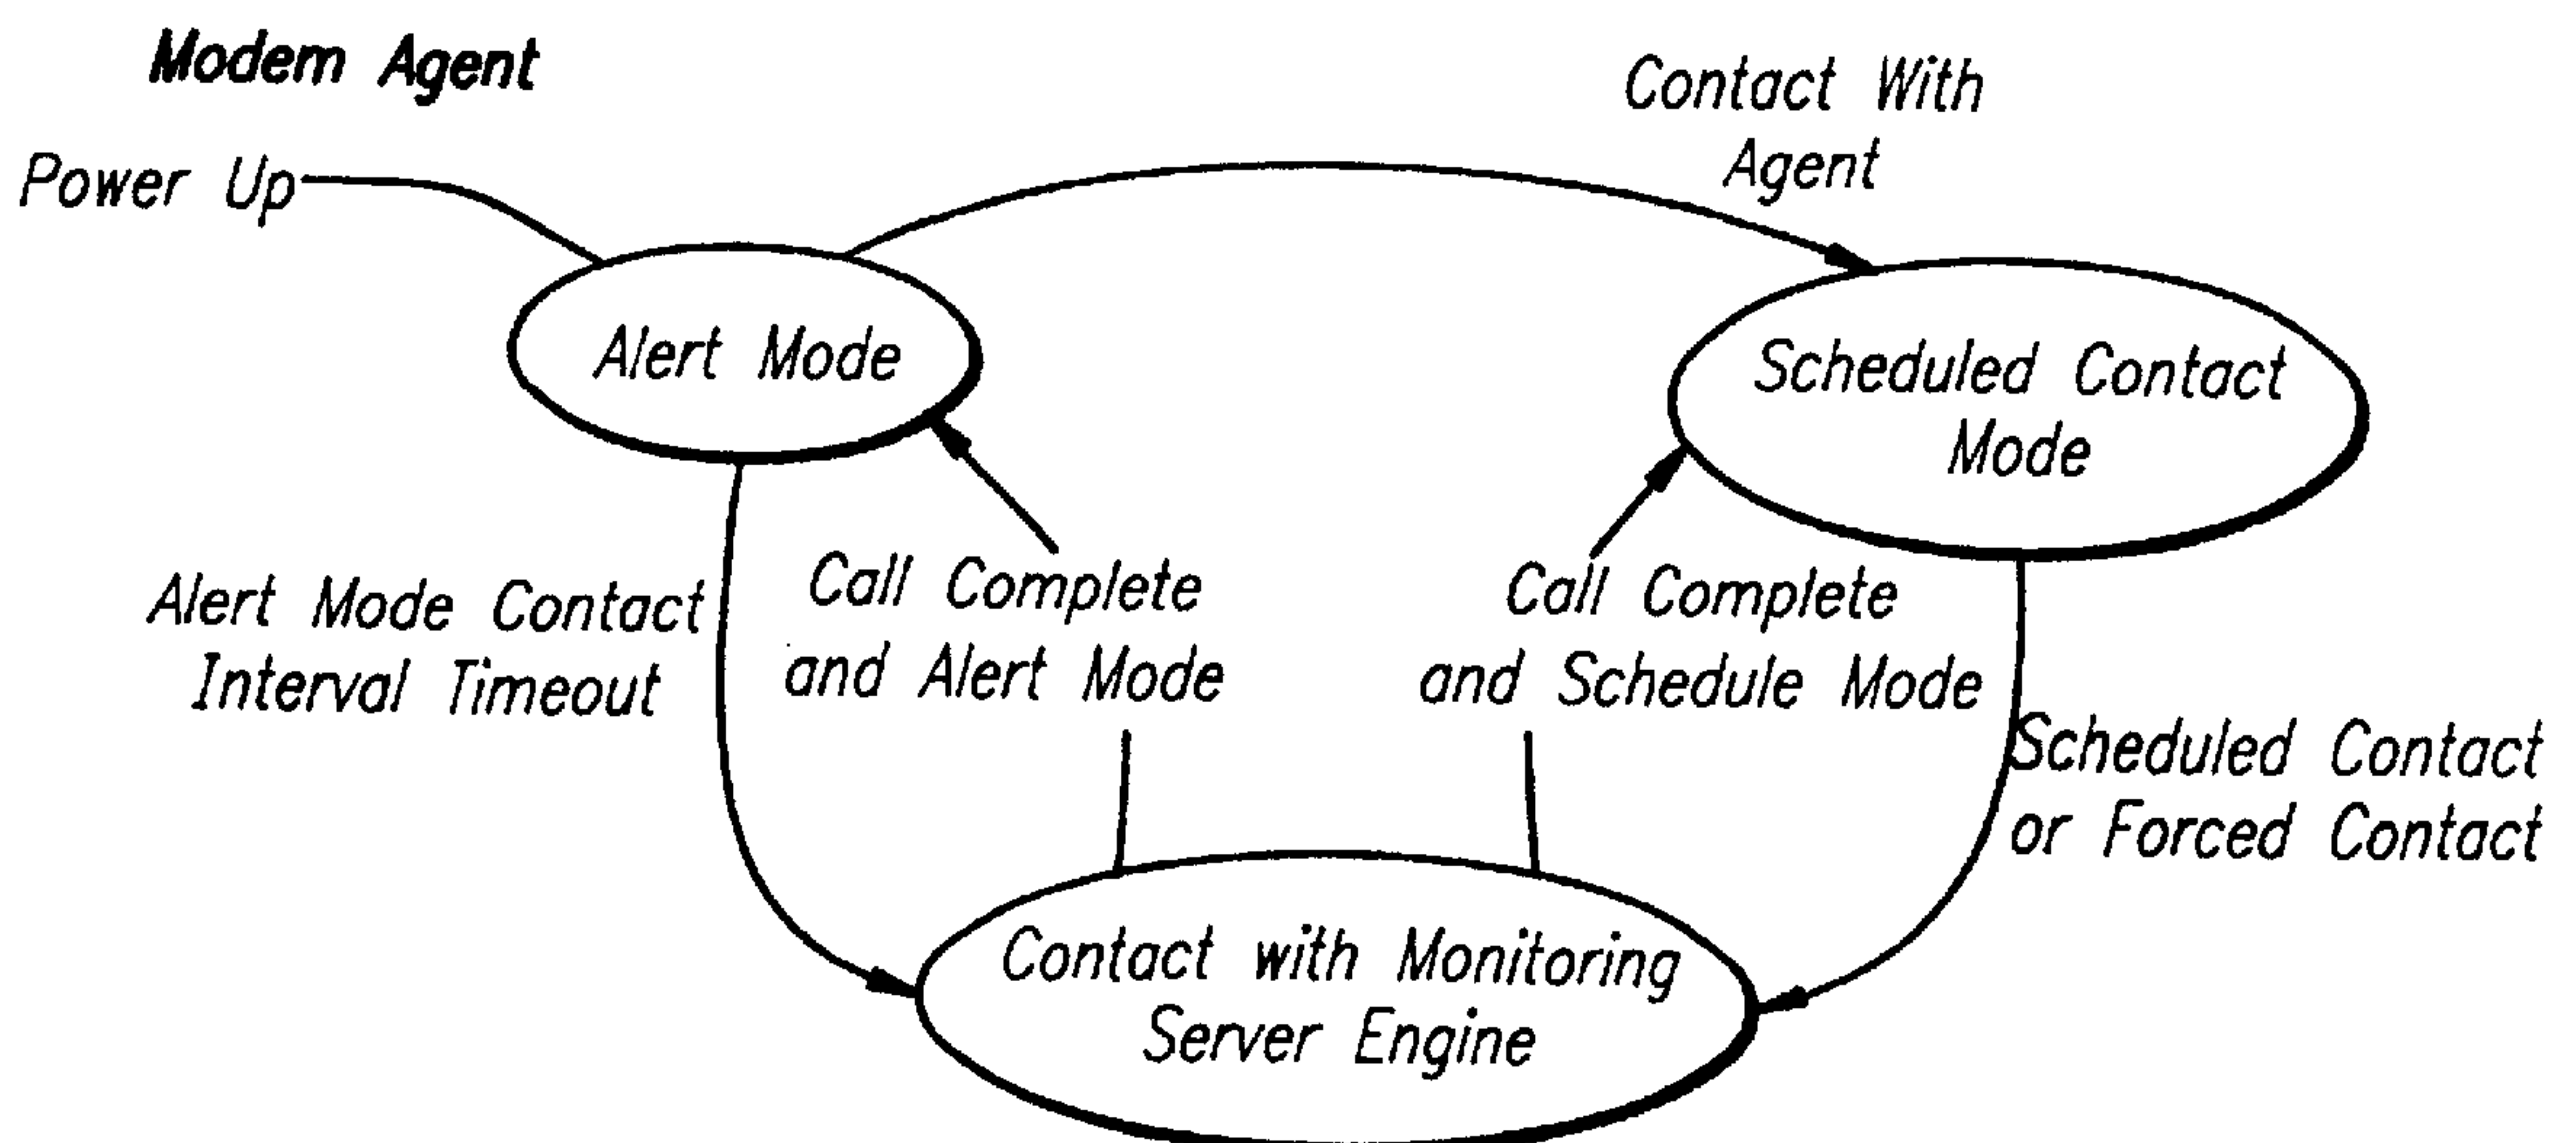 Modem Agent
Power Up
Contact With
Agent
Alert Mode
Scheduled Contact
Mode
Alert Mode Contact
Interval Timeout
Call Complete
and Alert Mode
Call Complete
and Schedule Mode
Scheduled Contact
or Forced Contact
Contact with Monitoring
Server Engine